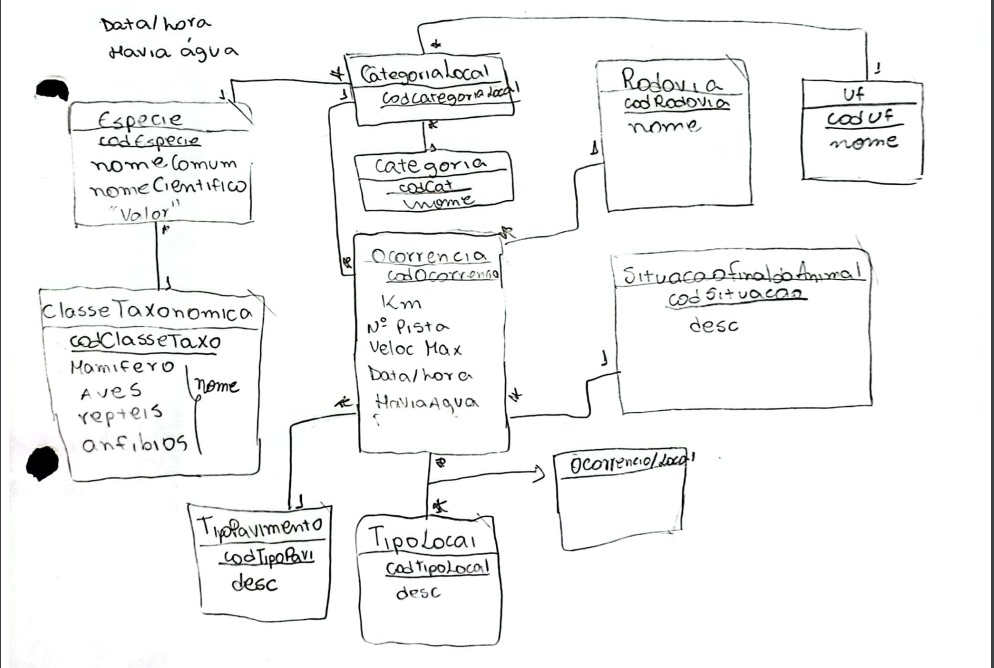 Data/hora
Havia água
CategoriaLocal
codCategoriaLocal
*
1
Especie
codEspecie
nomeComum
nomeCientifico
"Valor"
*
1
1
*
Categoria
codCat
nome
*
1
Rodovia
codRodovia
nome
1
*
1
UF
codUF
nome
Ocorrencia
codOcorrencia
Km
Nº Pista
Veloc Max
Data/hora
HaviaAgua
*
*
*
*
SituacaoFinaldoAnimal
codSituacao
desc
1
ClasseTaxonomica
codClasseTaxo
Mamifero
Aves
repteis
anfibios
nome
1
TipoPavimento
codTipoPavi
desc
*
TipoLocal
codTipoLocal
desc
Ocorrencia/Local